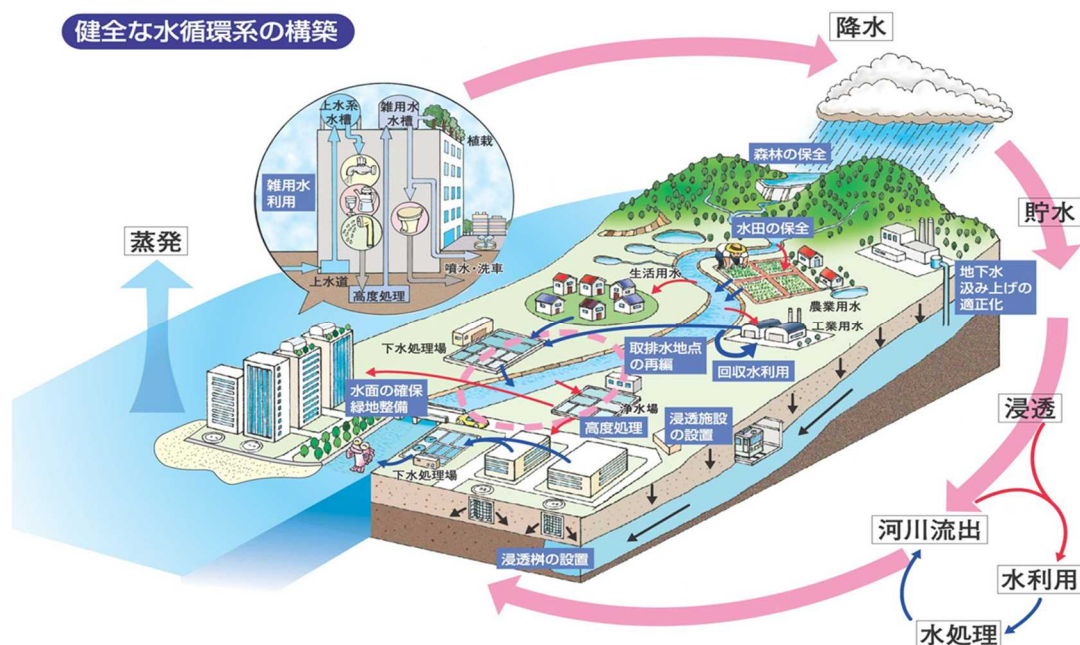 健全な水循環系の構築
降水
上水系
水槽
雑用水
水槽
植栽
雑用水
利用
上水道
高度処理
噴水・洗車
森林の保全
貯水
蒸発
水田の保全
生活用水
地下水
汲み上げの
適正化
農業用水
工業用水
下水処理場
取排水地点
の再編
回収水利用
水面の確保
緑地整備
浄水場
高度処理
浸透施設
の設置
浸透
下水処理場
河川流出
浸透桝の設置
水利用
水処理